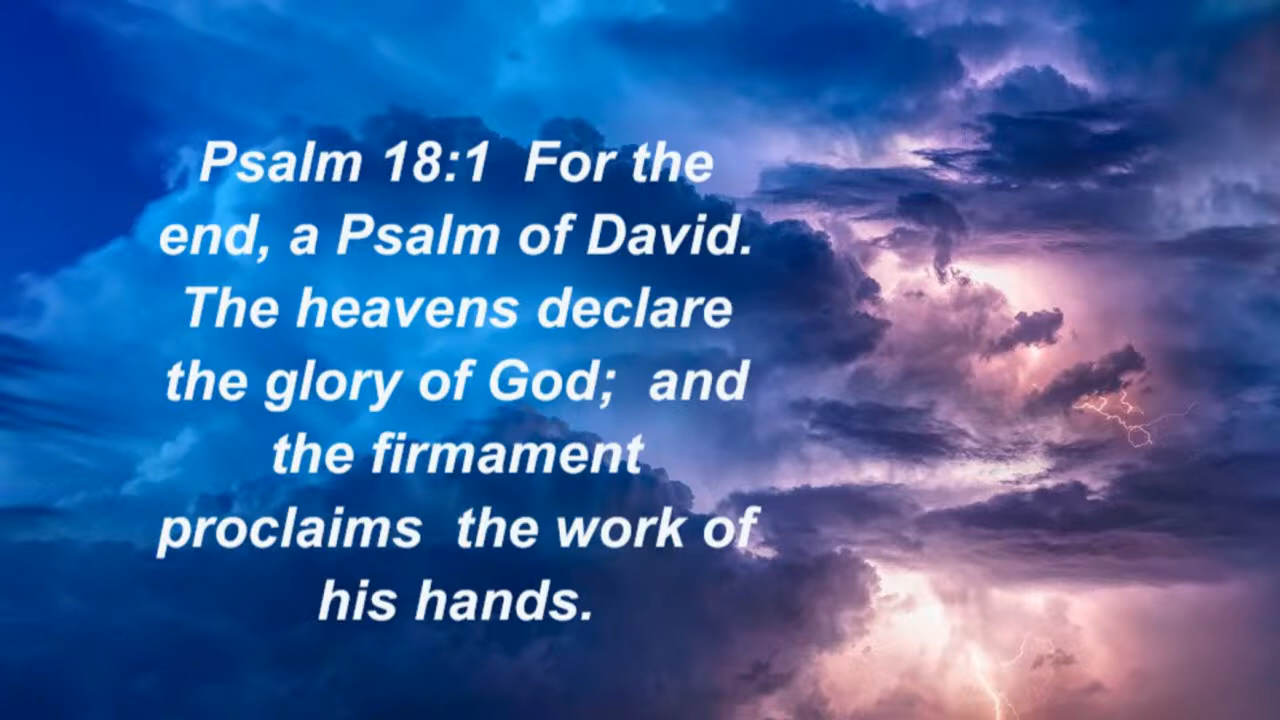 Psalm 18:1  For the
end, a Psalm of David.
The heavens declare
the glory of God;  and
the firmament
proclaims  the work of
his hands.